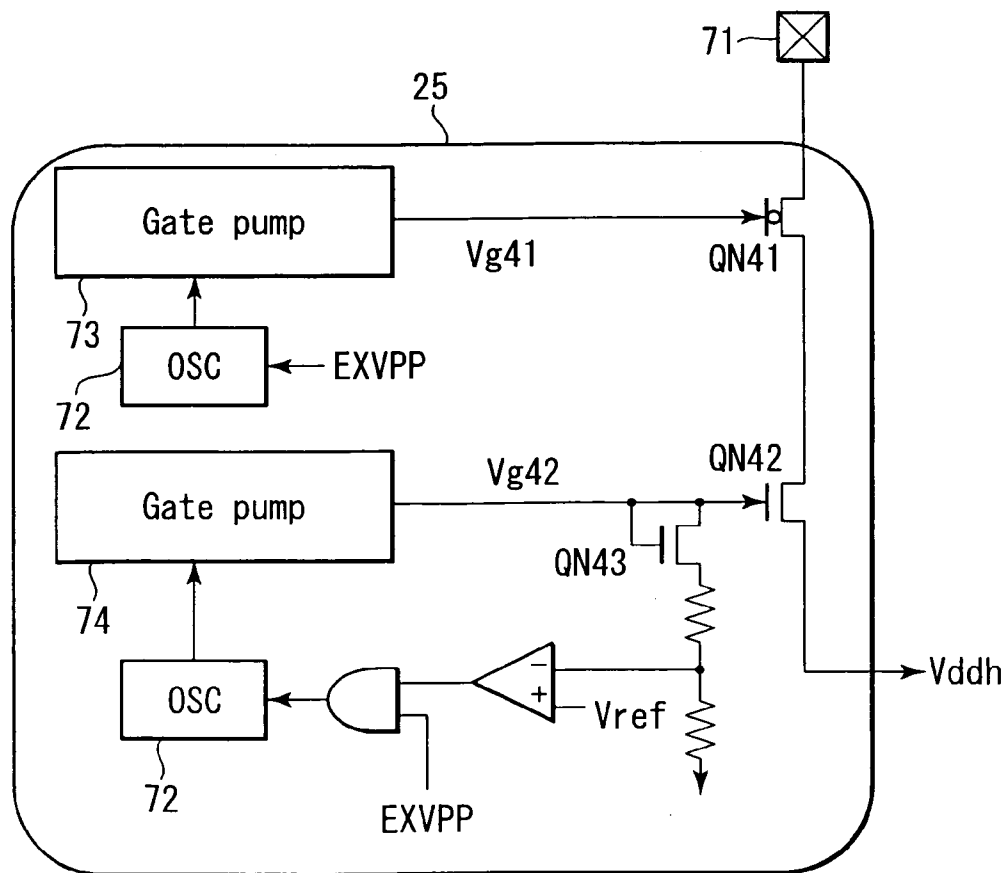 71
25
Gate pump
Vg41
QN41
73
OSC
EXVPP
72
QN42
Vg42
Gate pump
QN43
74
−
+
Vref
OSC
Vddh
72
EXVPP